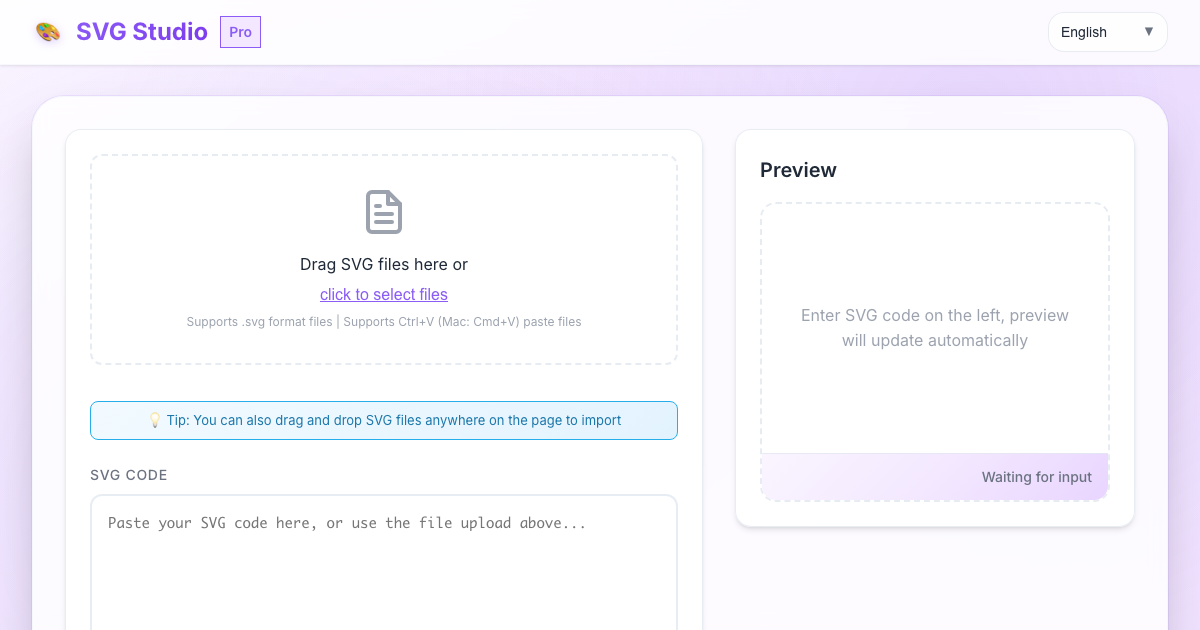 SVG Studio Pro
English
Drag SVG files here or
click to select files
Supports .svg format files | Supports Ctrl+V (Mac: Cmd+V) paste files
Tip: You can also drag and drop SVG files anywhere on the page to import
SVG CODE
Paste your SVG code here, or use the file upload above...
Preview
Enter SVG code on the left, preview
will update automatically
Waiting for input